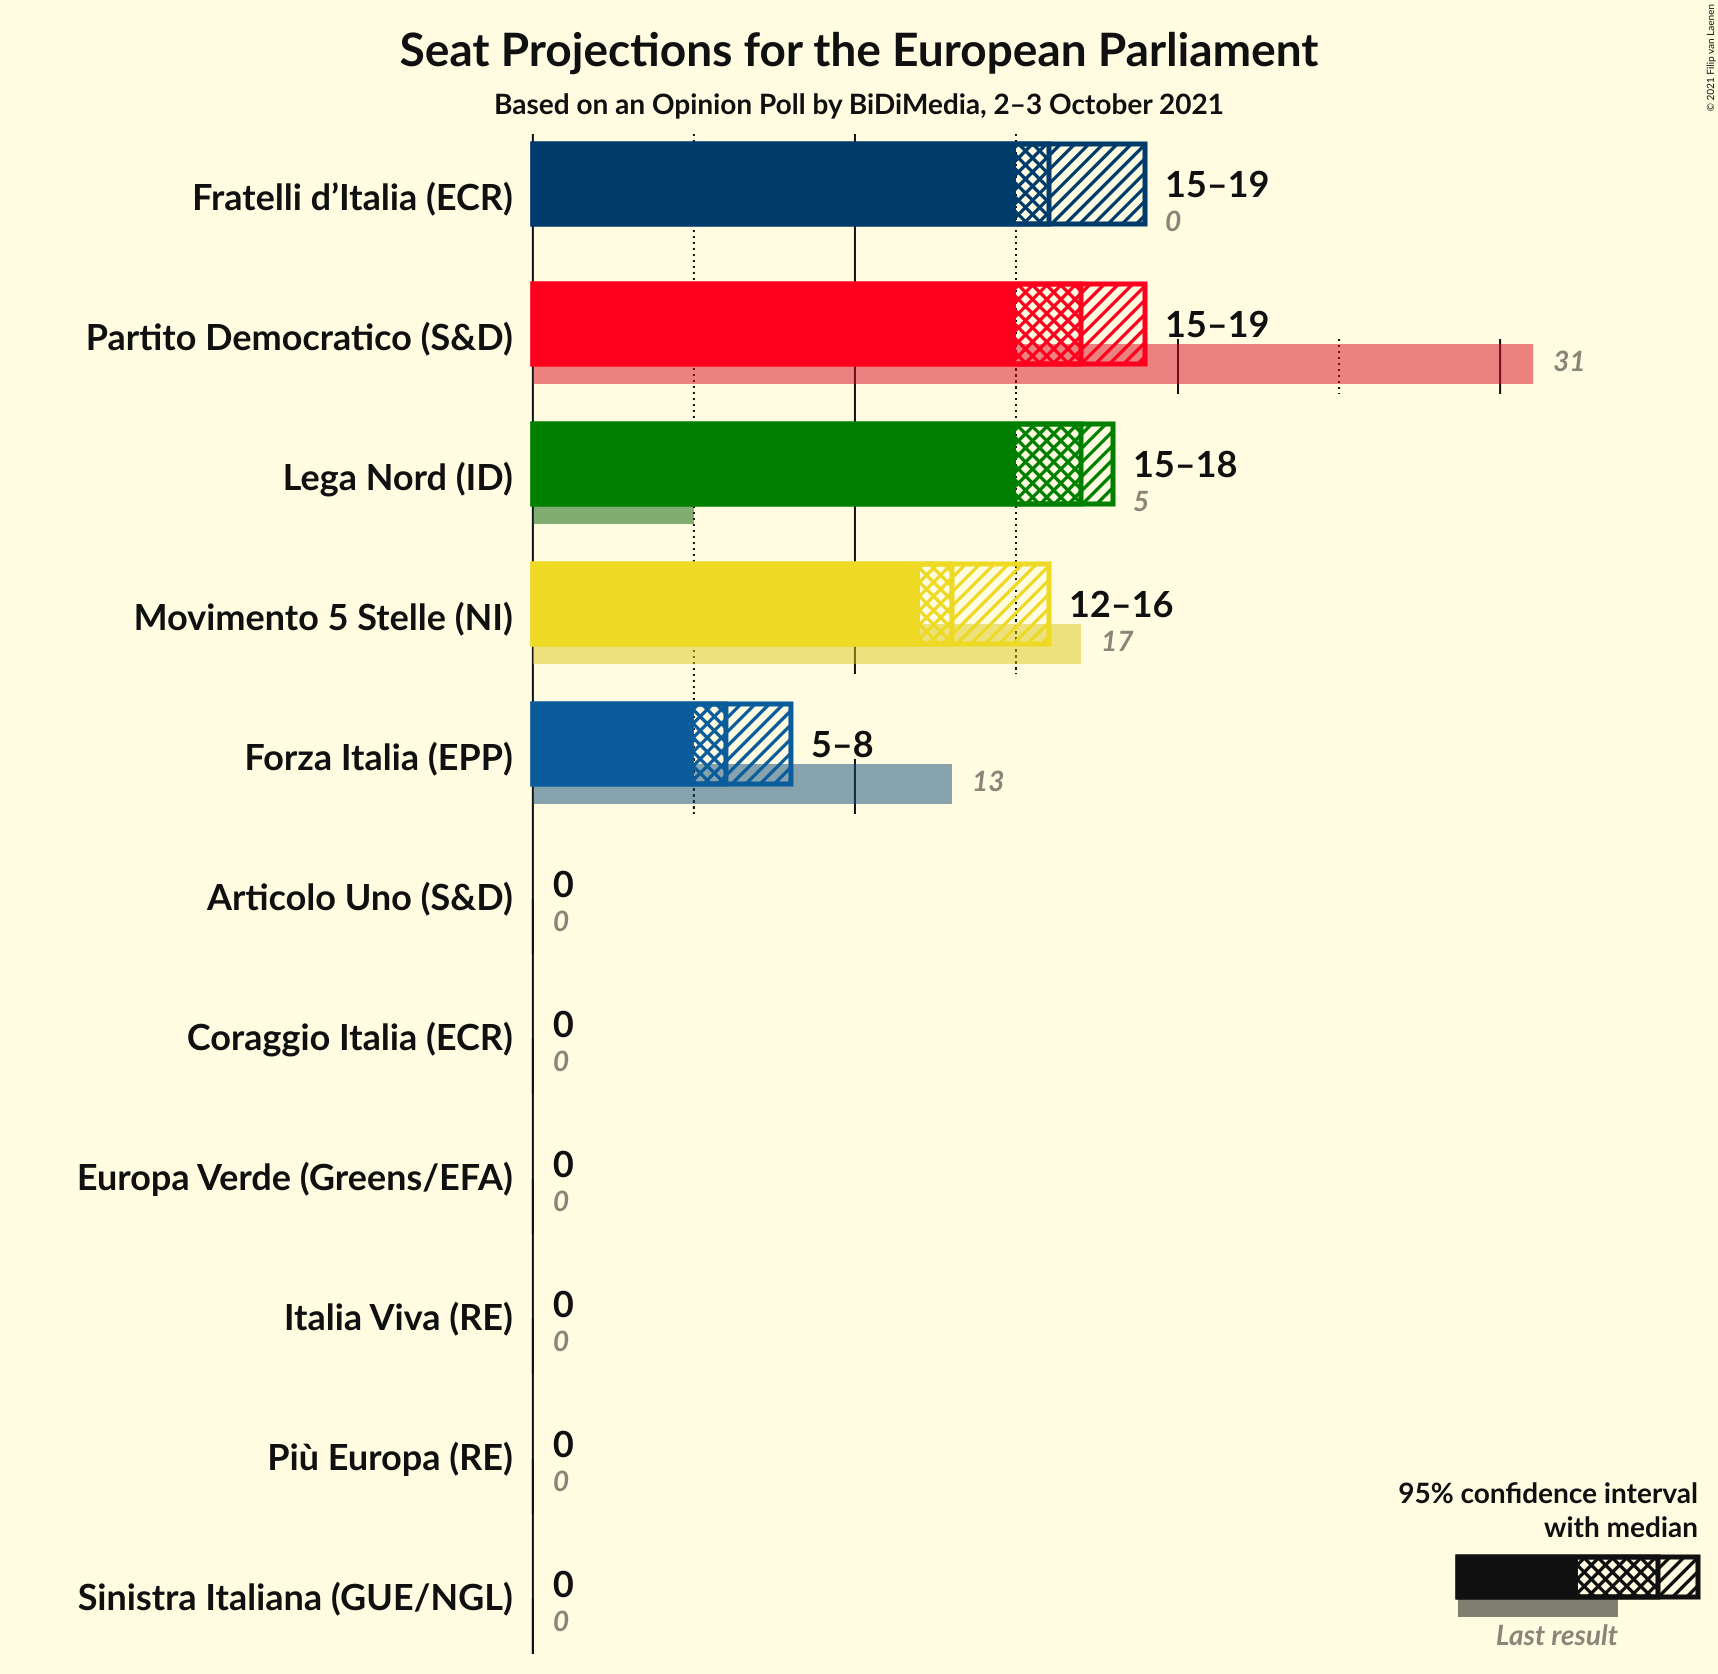 Seat Projections for the European Parliament
Based on an Opinion Poll by BiDiMedia, 2–3 October 2021
© 2021 Filip van Laenen
Fratelli d’Italia (ECR)
15–19
0
Partito Democratico (S&D)
15–19
31
Lega Nord (ID)
15–18
5
Movimento 5 Stelle (NI)
12–16
17
Forza Italia (EPP)
5–8
13
Articolo Uno (S&D)
0
0
Coraggio Italia (ECR)
0
0
Europa Verde (Greens/EFA)
0
0
Italia Viva (RE)
0
0
Più Europa (RE)
0
0
Sinistra Italiana (GUE/NGL)
0
0
95% confidence interval
with median
Last result